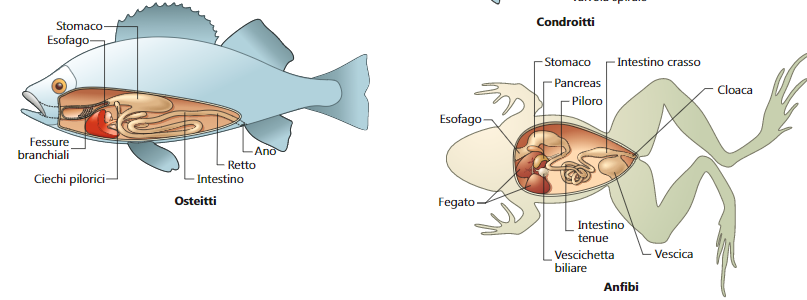 Stomaco
Esofago
Fessure
branchiali
Ciechi pilorici
Ano
Retto
Intestino
Osteitti
Condroitti
Stomaco
Intestino crasso
Pancreas
Piloro
Cloaca
Esofago
Fegato
Intestino
tenue
Vescichetta
biliare
Vescica
Anfibi